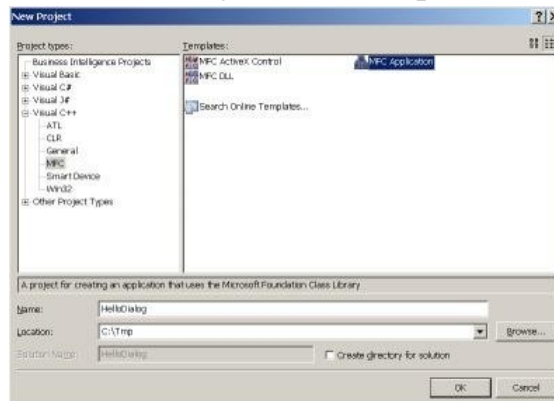 New Project
Project types:
Templates:
Business Intelligence Projects
Visual Basic
Visual C#
Visual J#
Visual C++
ATL
CLR
General
MFC
Smart Device
Win32
Other Project Types
MFC ActiveX Control
MFC Application
MFC DLL
Search Online Templates...
A project for creating an application that uses the Microsoft Foundation Class Library
Name:
HelloDialog
Location:
C:\Tmp
Browse...
Solution Name:
HelloDialog
Create directory for solution
OK
Cancel